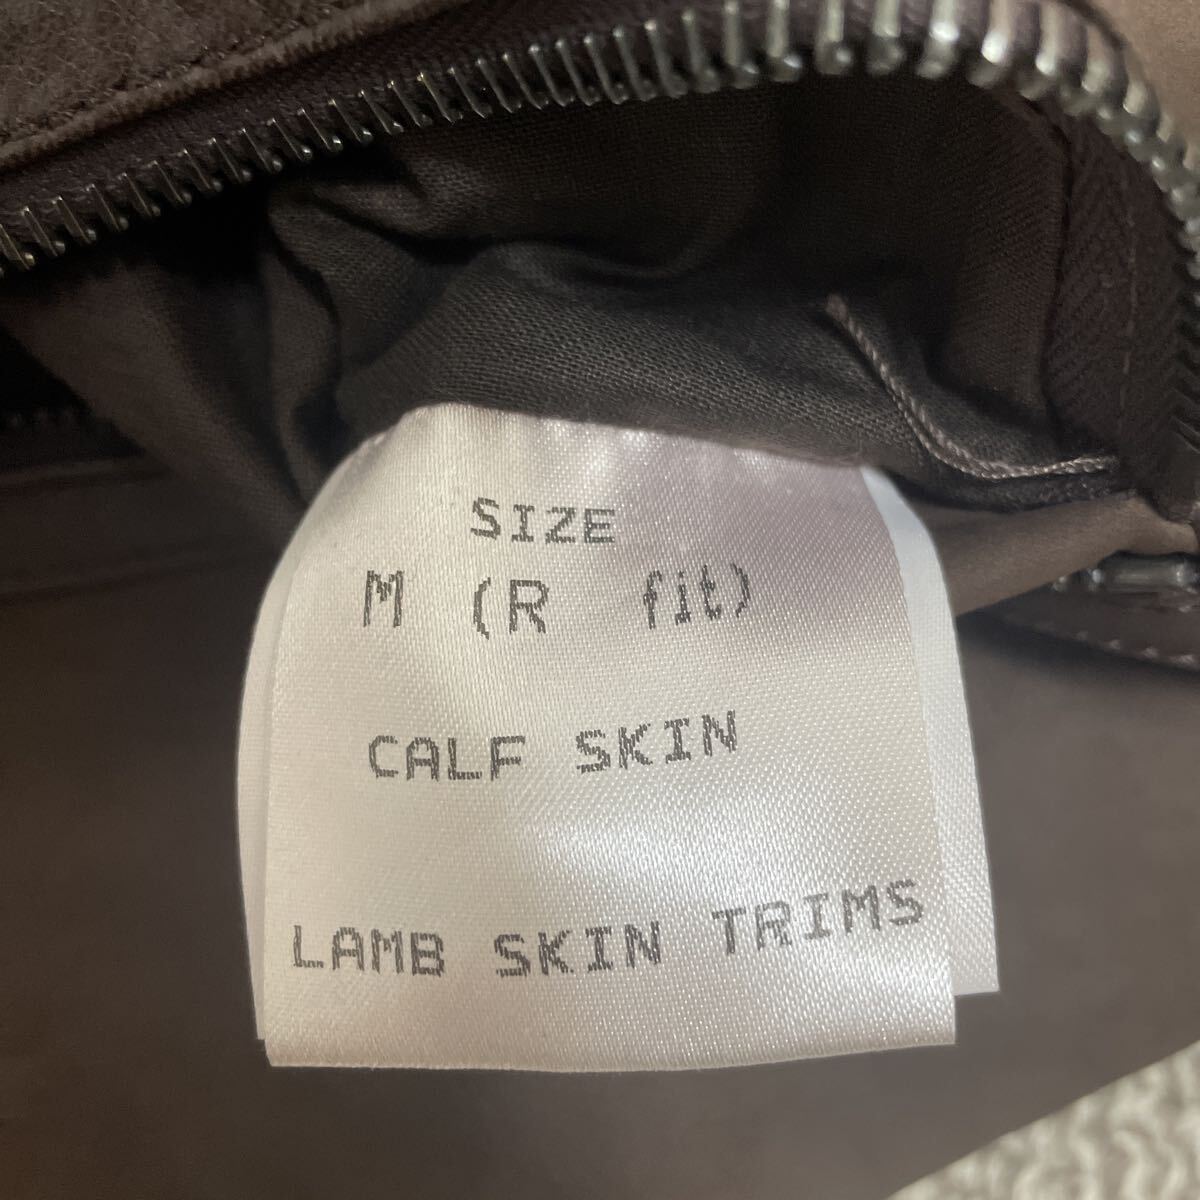 SIZE
M (R fit)
CALF SKIN
LAMB SKIN TRIMS